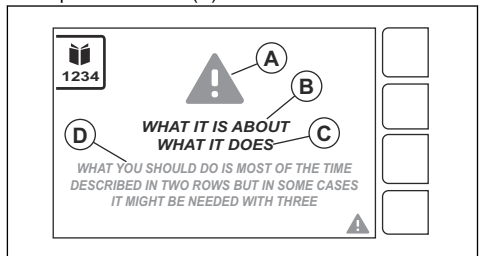 1234
A
B
WHAT IT IS ABOUT
D
WHAT IT DOES
C
WHAT YOU SHOULD DO IS MOST OF THE TIME
DESCRIBED IN TWO ROWS BUT IN SOME CASES
IT MIGHT BE NEEDED WITH THREE